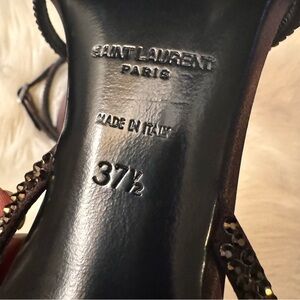 SAINT LAURENT
PARIS
MADE IN ITALY
37½